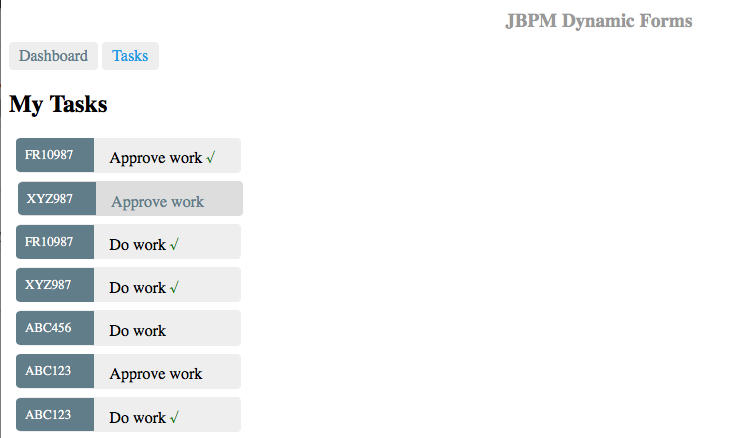 JBPM Dynamic Forms
Dashboard Tasks
My Tasks
FR10987 Approve work √
XYZ987 Approve work
FR10987 Do work √
XYZ987 Do work √
ABC456 Do work
ABC123 Approve work
ABC123 Do work √